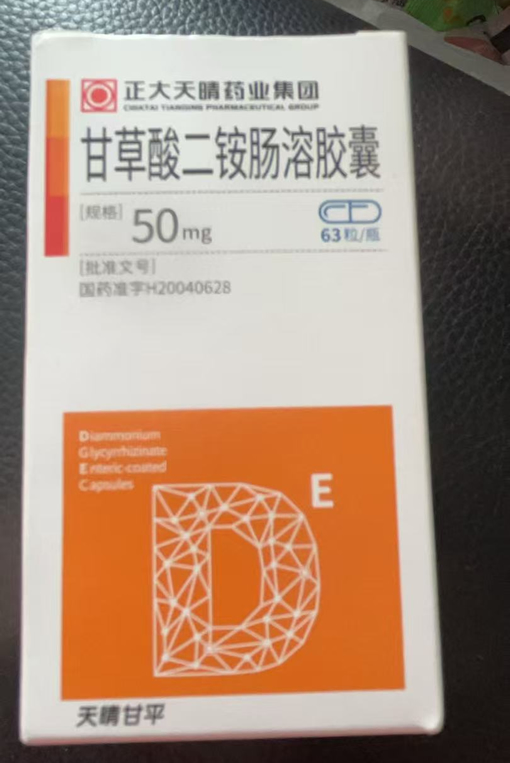 正大天晴药业集团
CHIATAI TIANQING PHARMACEUTICAL GROUP
甘草酸二铵肠溶胶囊
[规格] 50mg
63粒/瓶
[批准文号]
国药准字H20040628
Diammonium
Glycyrrhizinate
Enteric-coated
Capsules
D E
天晴甘平